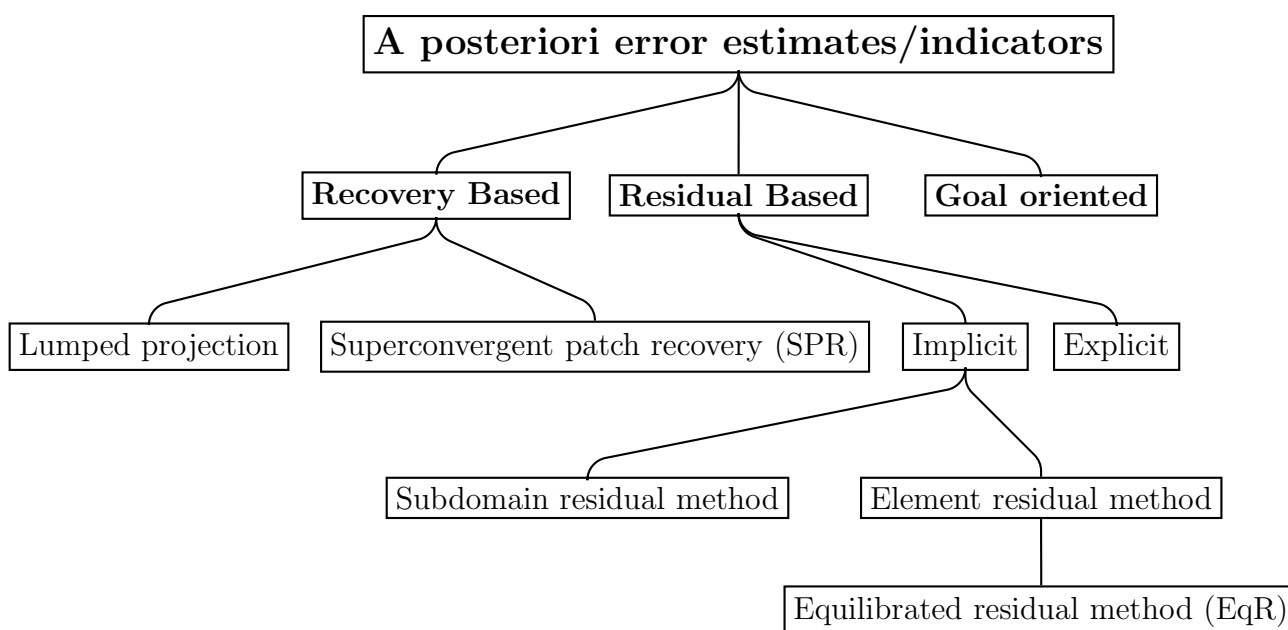 A posteriori error estimates/indicators
Recovery Based
Residual Based
Goal oriented
Lumped projection
Superconvergent patch recovery (SPR)
Implicit
Explicit
Subdomain residual method
Element residual method
Equilibrated residual method (EqR)